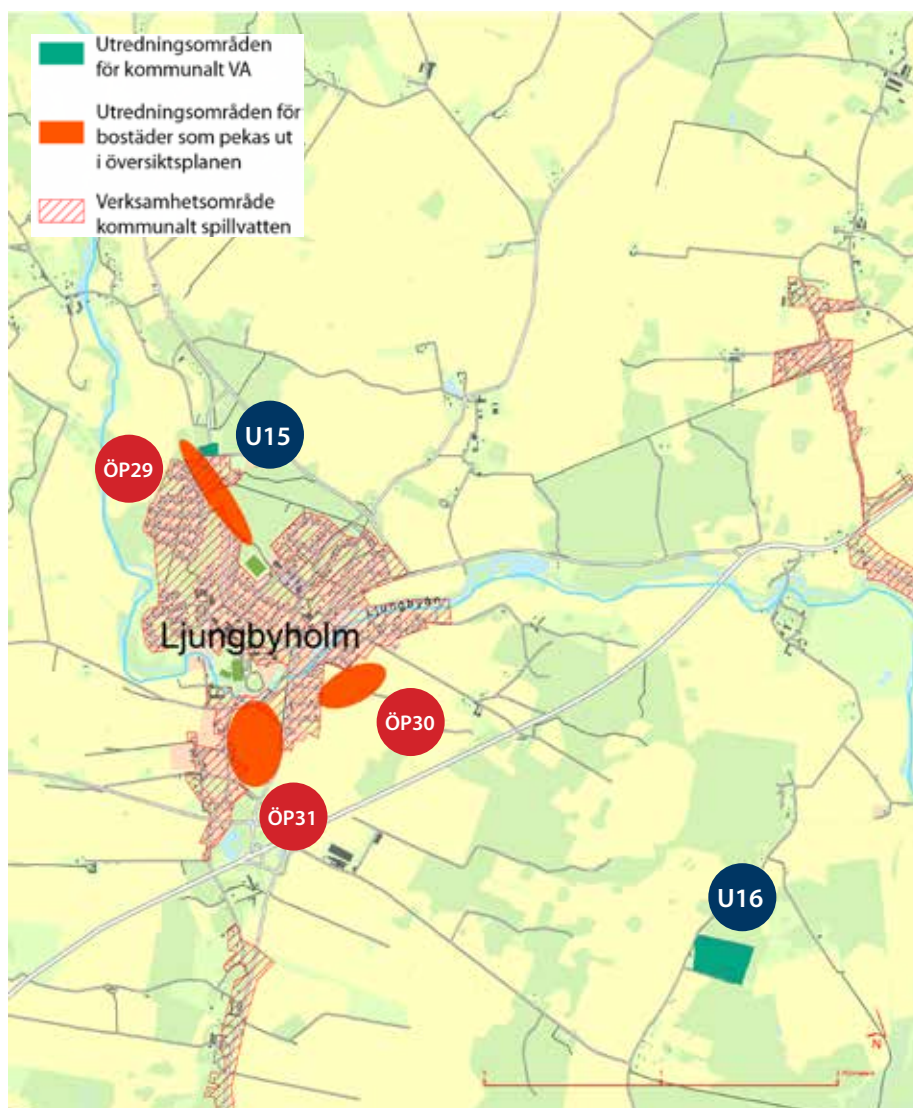 Utredningsområden
för kommunalt VA
Utredningsområden för
bostäder som pekas ut
i översiktsplanen
Verksamhetsområde
kommunalt spillvatten
U15
ÖP29
Ljungbyån
Ljungbyholm
ÖP30
ÖP31
U16
N